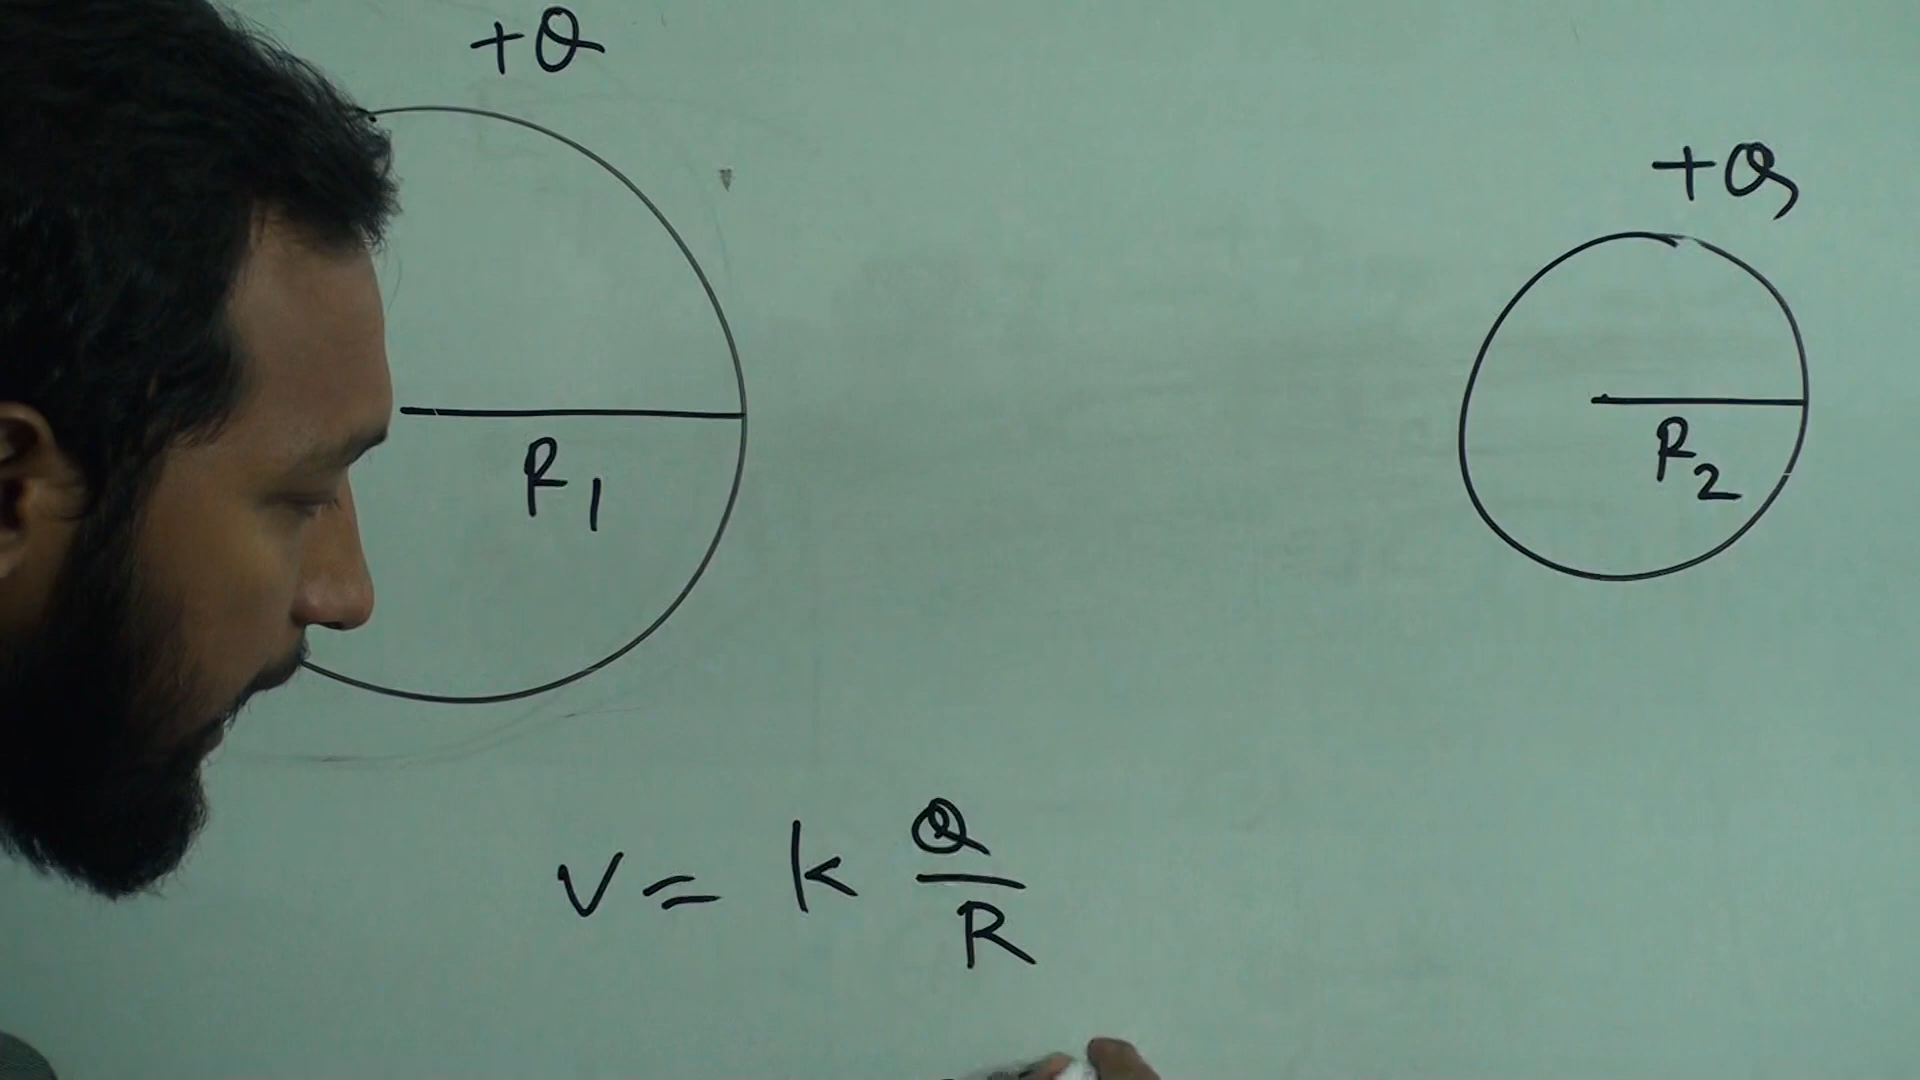 +Q
+Q
R1
R2
V = k Q/R